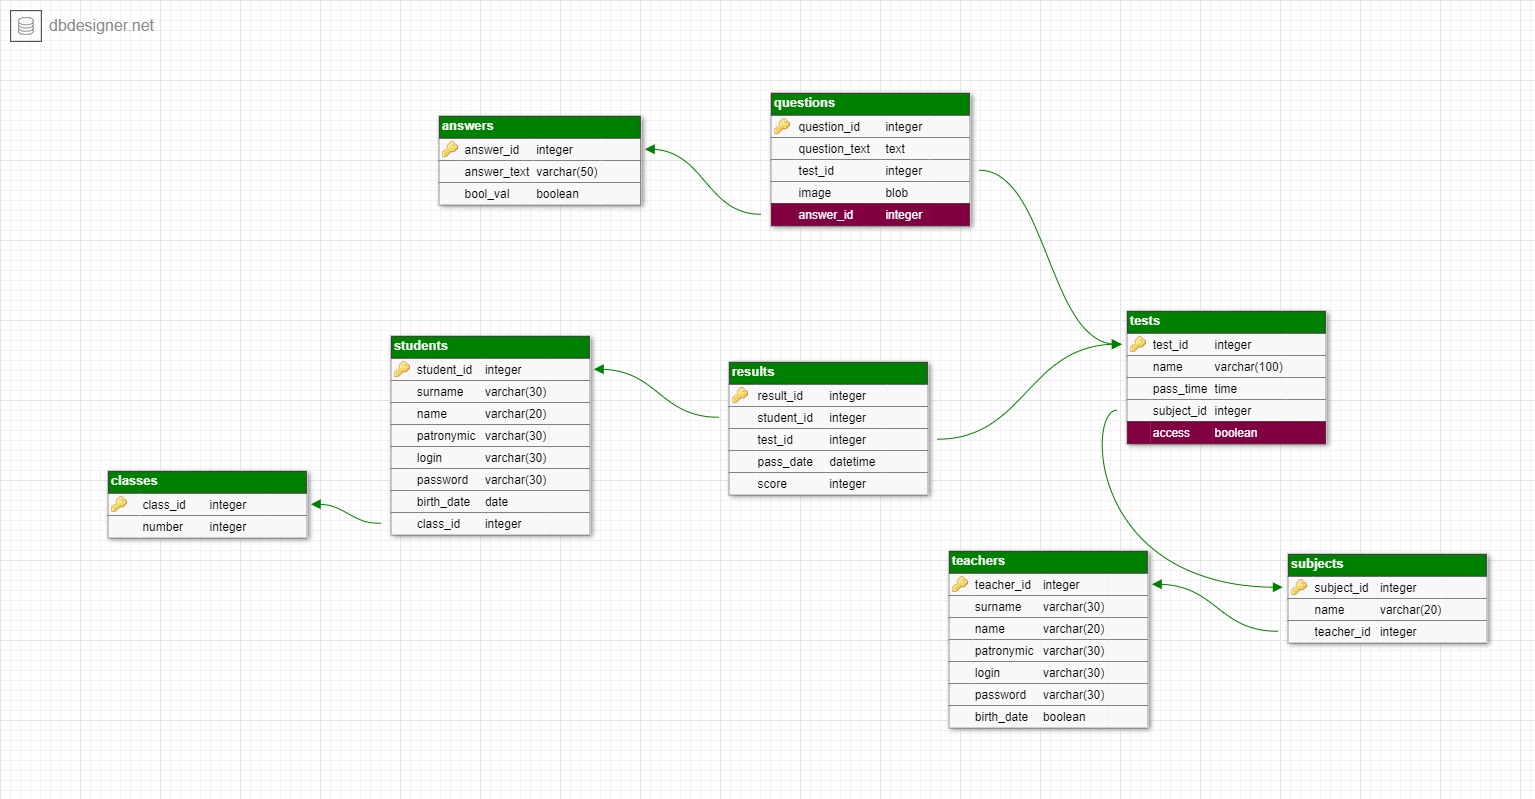 dbdesigner.net
questions
question_id integer
question_text text
test_id integer
image blob
answer_id integer
answers
answer_id integer
answer_text varchar(50)
bool_val boolean
tests
test_id integer
name varchar(100)
pass_time time
subject_id integer
access boolean
students
student_id integer
surname varchar(30)
name varchar(20)
patronymic varchar(30)
login varchar(30)
password varchar(30)
birth_date date
class_id integer
results
result_id integer
student_id integer
test_id integer
pass_date datetime
score integer
classes
class_id integer
number integer
teachers
teacher_id integer
surname varchar(30)
name varchar(20)
patronymic varchar(30)
login varchar(30)
password varchar(30)
birth_date boolean
subjects
subject_id integer
name varchar(20)
teacher_id integer